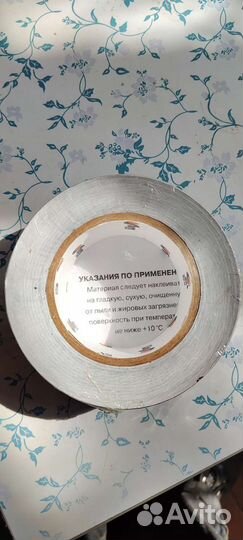 УКАЗАНИЯ ПО ПРИМЕНЕН
Материал следует наклеиват
на гладкую, сухую, очищенну
от пыли и жировых загрязне
поверхность при температ
не ниже +10°С
Avito